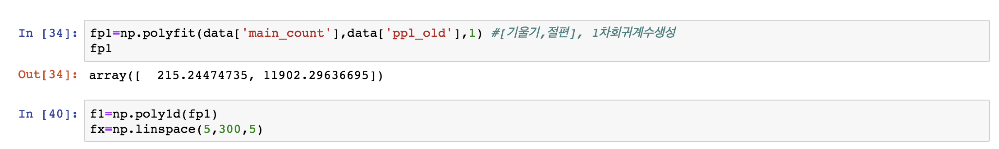 In [34]: fp1=np.polyfit(data['main_count'],data['ppl_old'],1) #[기울기,절편], 1차회귀계수생성
fp1
Out[34]: array([  215.24474735, 11902.29636695])
In [40]: f1=np.poly1d(fp1)
fx=np.linspace(5,300,5)